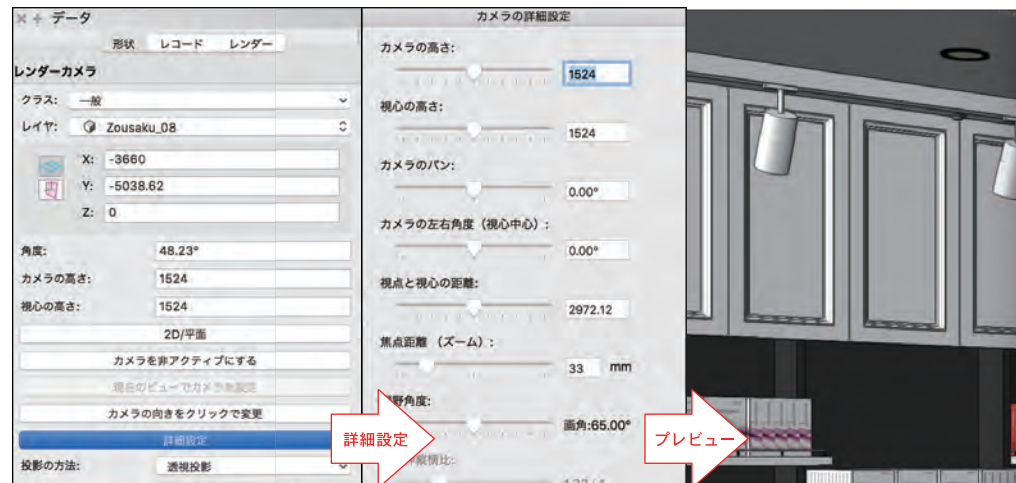 データ
形状 レコード レンダー
レンダーカメラ
クラス: 一般
レイヤ: Zousaku_08
X: -3660
Y: -5038.62
Z: 0
角度: 48.23°
カメラの高さ: 1524
視心の高さ: 1524
2D/平面
カメラを非アクティブにする
現在のビューでカメラを設定
カメラの向きをクリックで変更
詳細設定
投影の方法: 透視投影
詳細設定
カメラの詳細設定
カメラの高さ:
1524
視心の高さ:
1524
カメラのパン:
0.00°
カメラの左右角度（視心中心）:
0.00°
視点と視心の距離:
2972.12
焦点距離 （ズーム）:
33 mm
野角度:
画角:65.00°
縦横比:
プレビュー